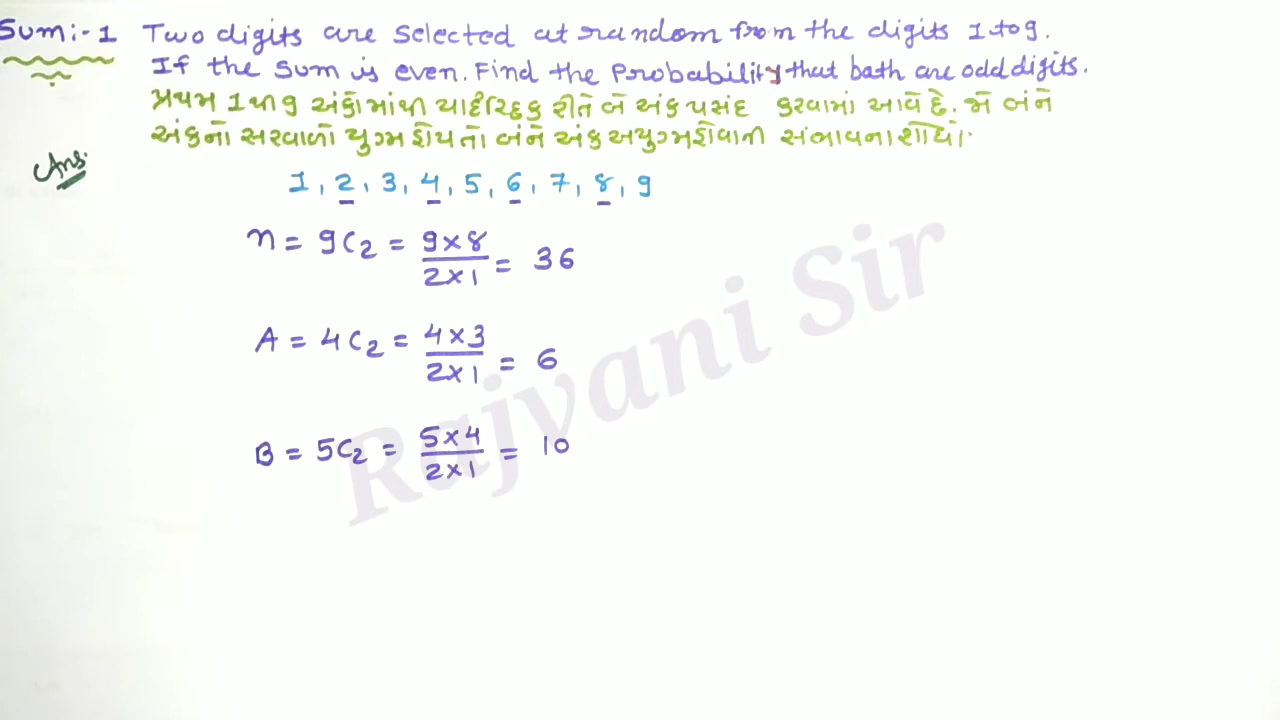 Sum:- 1 Two digits are selected at random from the digits 1 to 9.
If the sum is even. Find the Probability that bath are odd digits.
પ્રથમ 1 થી 9 અંકોમાંથી યાદૈચ્છિક રીતે બે અંક પસંદ કરવામાં આવે છે. જો બંને
અંકનો સરવાળો યુગ્મ હોય તો બંને અંક અયુગ્મ હોવાની સંભાવના શોધો.
Ans.
1, 2, 3, 4, 5, 6, 7, 8, 9
n = 9C2 = 9×8 / 2×1 = 36
A = 4C2 = 4×3 / 2×1 = 6
B = 5C2 = 5×4 / 2×1 = 10
Rajvani Sir